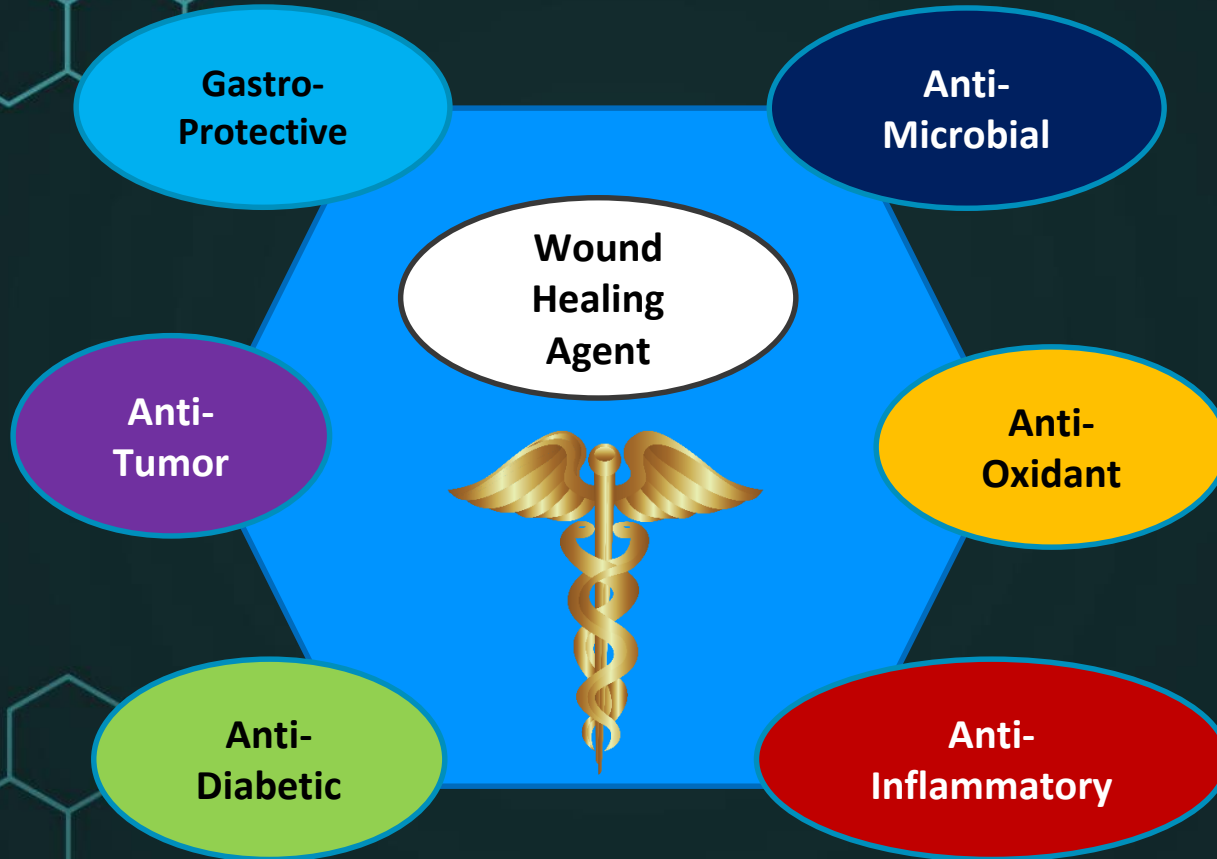 Gastro-
Protective
Anti-
Microbial
Wound
Healing
Agent
Anti-
Tumor
Anti-
Oxidant
Anti-
Diabetic
Anti-
Inflammatory